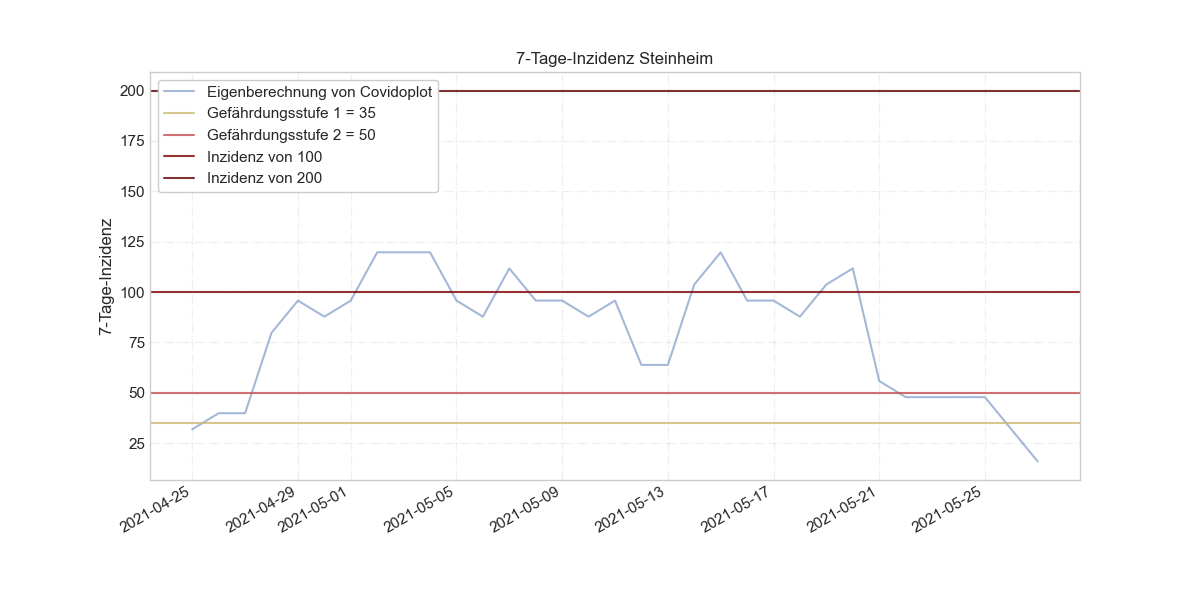 7-Tage-Inzidenz Steinheim
Eigenberechnung von Covidoplot
Gefährdungsstufe 1 = 35
Gefährdungsstufe 2 = 50
Inzidenz von 100
Inzidenz von 200
7-Tage-Inzidenz
200
175
150
125
100
75
50
25
2021-04-25
2021-04-29
2021-05-01
2021-05-05
2021-05-09
2021-05-13
2021-05-17
2021-05-21
2021-05-25